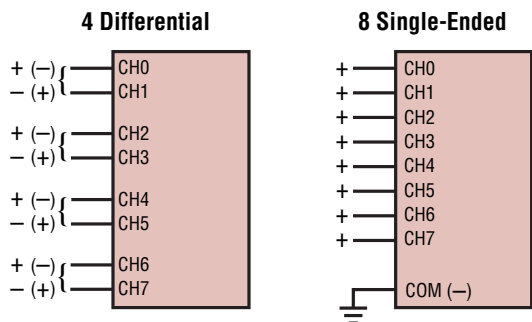 4 Differential
+ (–) { CH0
– (+) CH1
+ (–) { CH2
– (+) CH3
+ (–) { CH4
– (+) CH5
+ (–) { CH6
– (+) CH7
8 Single-Ended
+ CH0
+ CH1
+ CH2
+ CH3
+ CH4
+ CH5
+ CH6
+ CH7
COM (–)